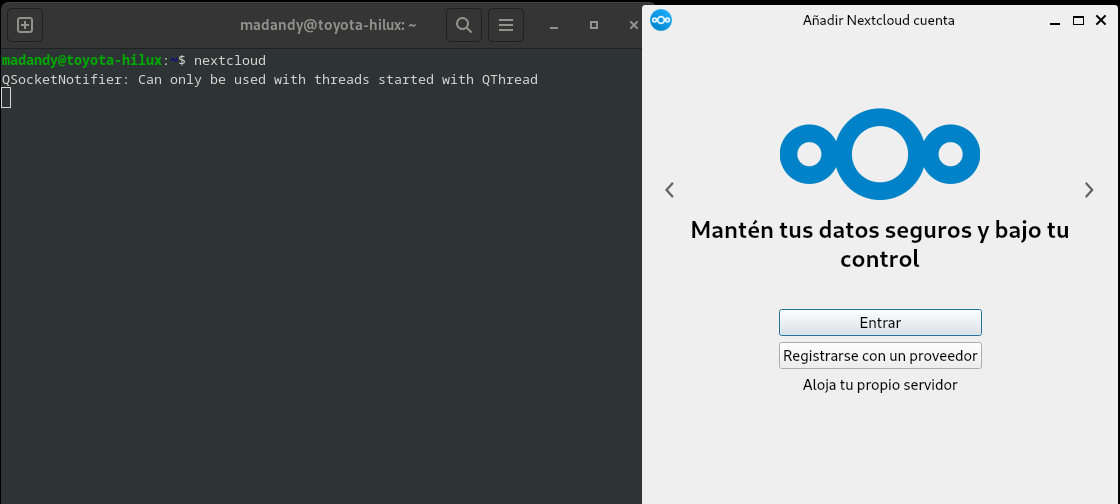 madandy@toyota-hilux: ~
madandy@toyota-hilux:~$ nextcloud
QSocketNotifier: Can only be used with threads started with QThread
Añadir Nextcloud cuenta
Mantén tus datos seguros y bajo tu
control
Entrar
Registrarse con un proveedor
Aloja tu propio servidor